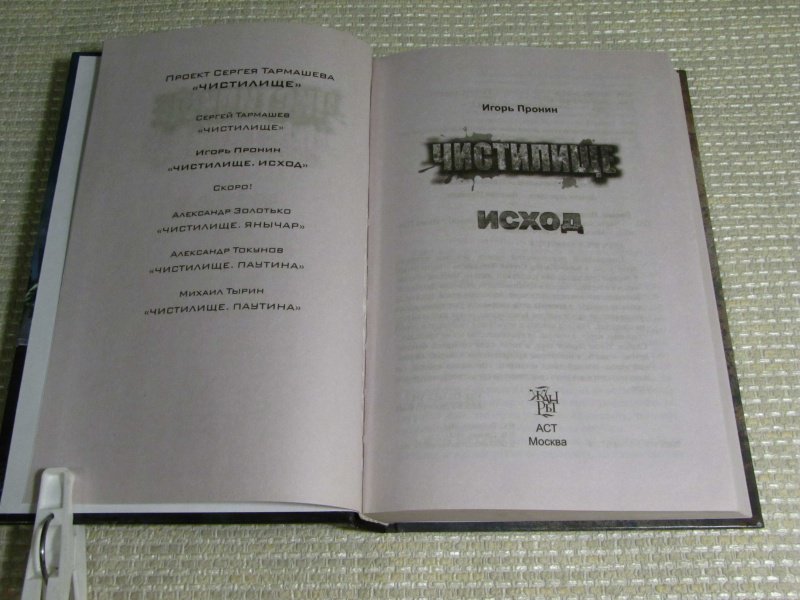 Проект Сергея Тармашева
«ЧИСТИЛИЩЕ»
Сергей Тармашев
«ЧИСТИЛИЩЕ»
Игорь Пронин
«ЧИСТИЛИЩЕ. ИСХОД»
Скоро!
Александр Золотько
«ЧИСТИЛИЩЕ. ЯНЫЧАР»
Александр Токунов
«ЧИСТИЛИЩЕ. ПАУТИНА»
Михаил Тырин
«ЧИСТИЛИЩЕ. ПАУТИНА»
Игорь Пронин
ЧИСТИЛИЩЕ
ИСХОД
ЖАН
РЫ
АСТ
Москва